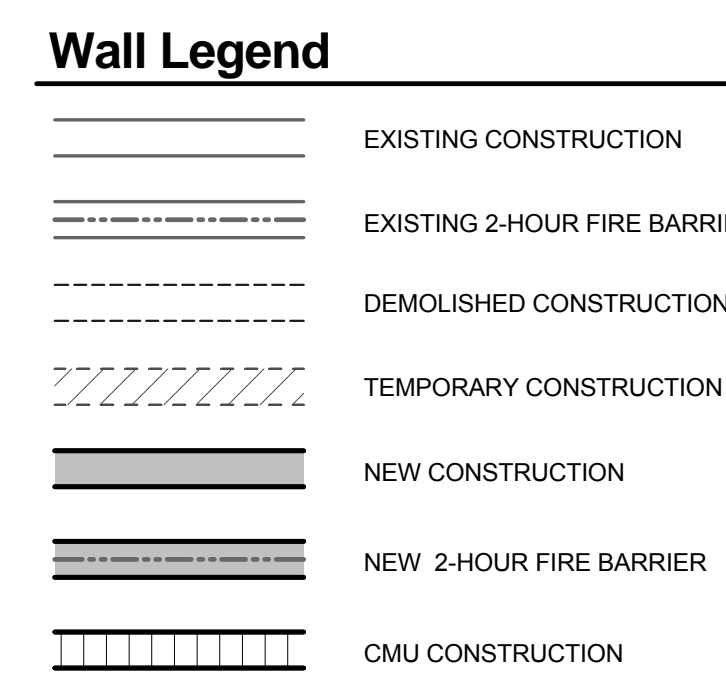 Wall Legend
EXISTING CONSTRUCTION
EXISTING 2-HOUR FIRE
DEMOLISHED CONSTRUCTION
TEMPORARY CONSTRUCTION
NEW CONSTRUCTION
NEW 2-HOUR FIRE BARRIER
CMU CONSTRUCTION